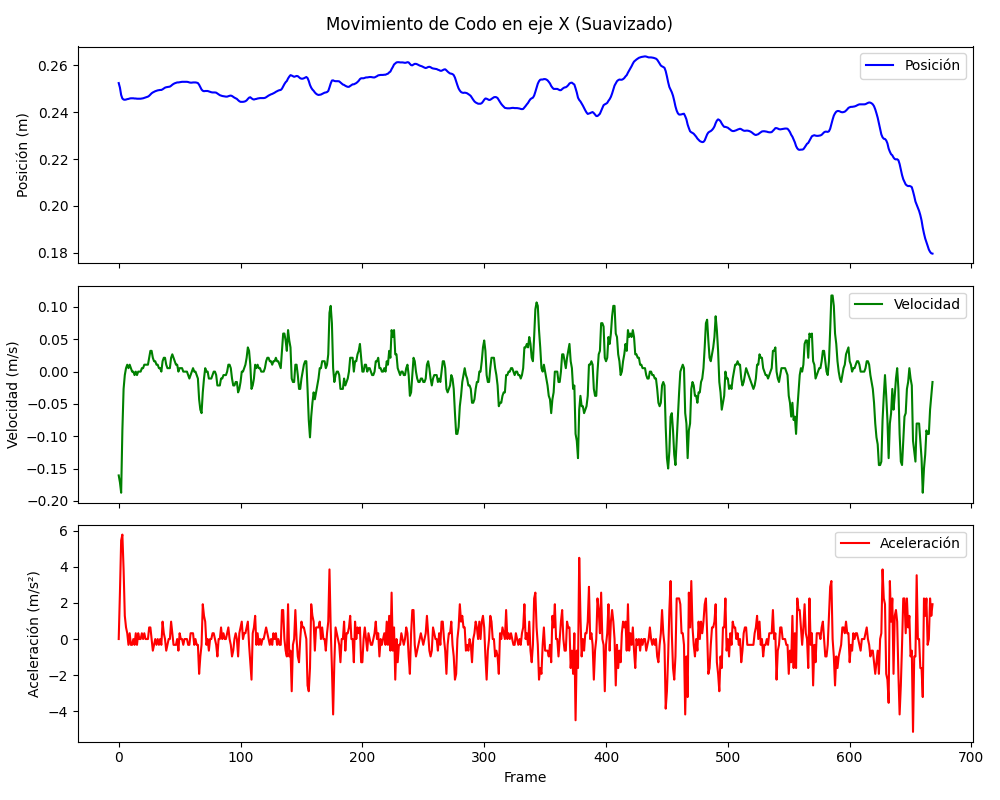 Movimiento de Codo en eje X (Suavizado)
Posición (m)
0.26
0.24
0.22
0.20
0.18
Posición
Velocidad (m/s)
0.10
0.05
0.00
−0.05
−0.10
−0.15
−0.20
Velocidad
Aceleración (m/s²)
6
4
2
0
−2
−4
Aceleración
0 100 200 300 400 500 600 700
Frame